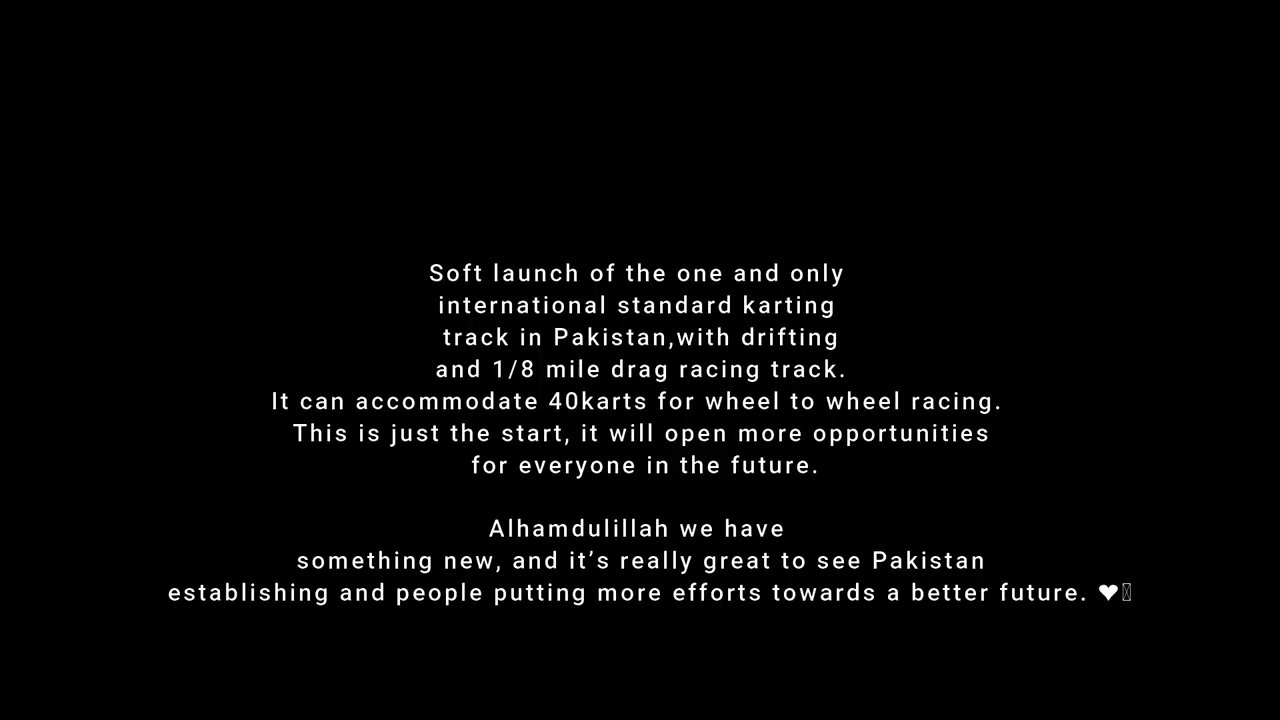 Soft launch of the one and only
international standard karting
track in Pakistan,with drifting
and 1/8 mile drag racing track.
It can accommodate 40karts for wheel to wheel racing.
This is just the start, it will open more opportunities
for everyone in the future.
Alhamdulillah we have
something new, and it’s really great to see Pakistan
establishing and people putting more efforts towards a better future. ❤